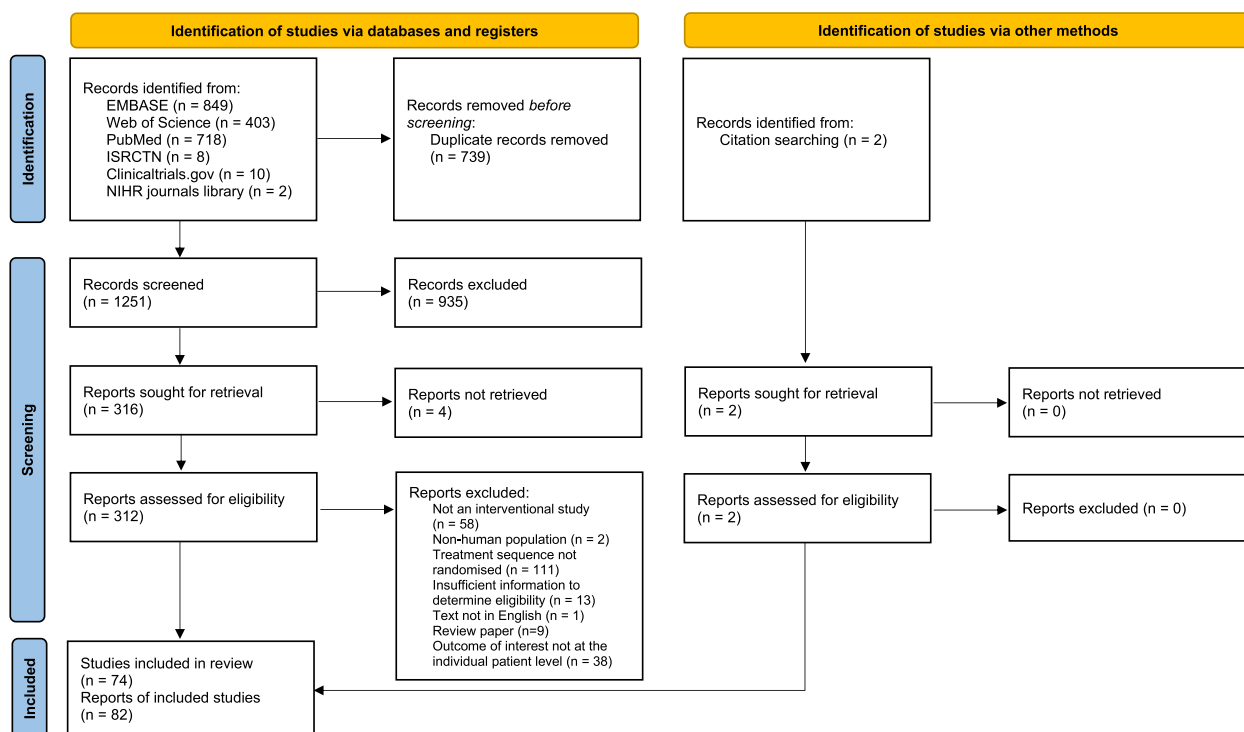 Identification of studies via databases and registers
Identification of studies via other methods
Identification
Records identified from:
EMBASE (n = 849)
Web of Science (n = 403)
PubMed (n = 718)
ISRCTN (n = 8)
Clinicaltrials.gov (n = 10)
NIHR journals library (n = 2)
Records removed before
screening:
Duplicate records removed
(n = 739)
Records identified from:
Citation searching (n = 2)
Screening
Records screened
(n = 1251)
Records excluded
(n = 935)
Reports sought for retrieval
(n = 316)
Reports not retrieved
(n = 4)
Reports sought for retrieval
(n = 2)
Reports not retrieved
(n = 0)
Reports assessed for eligibility
(n = 312)
Reports excluded:
Not an interventional study
(n = 58)
Non-human population (n = 2)
Treatment sequence not
randomised (n = 111)
Insufficient information to
determine eligibility (n = 13)
Text not in English (n = 1)
Review paper (n=9)
Outcome of interest not at the
individual patient level (n = 38)
Reports assessed for eligibility
(n = 2)
Reports excluded (n = 0)
Included
Studies included in review
(n = 74)
Reports of included studies
(n = 82)